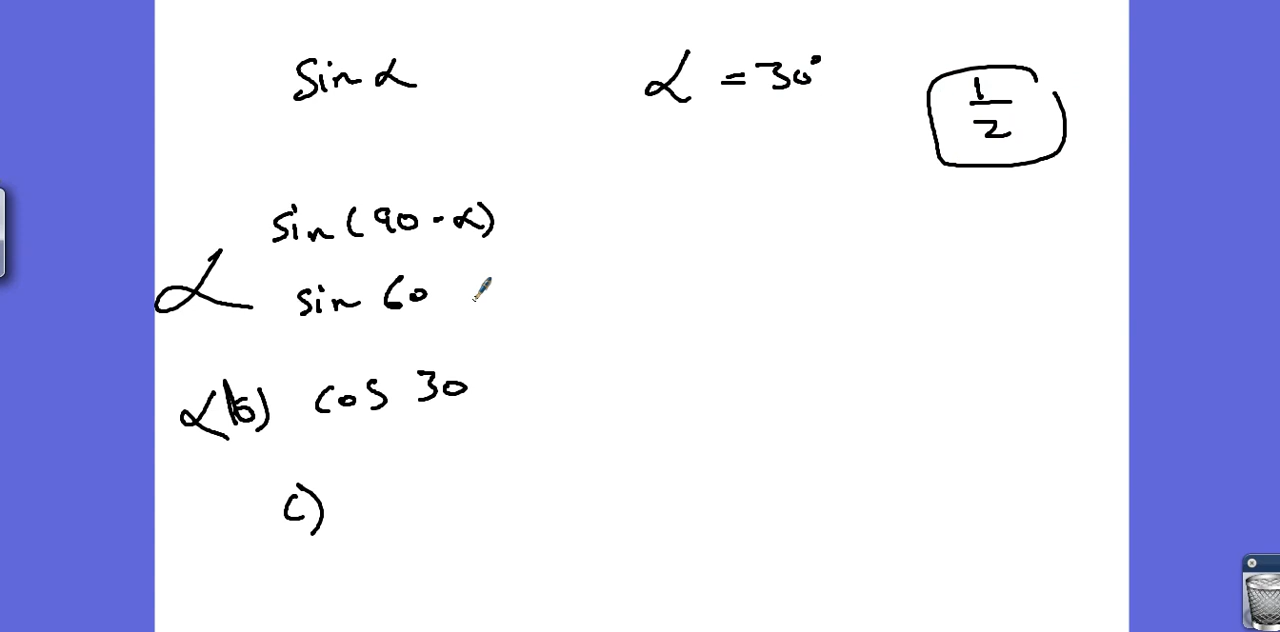 sin α α = 30° 1/2
sin(90 - α)
α sin 60
α (b) cos 30
c)